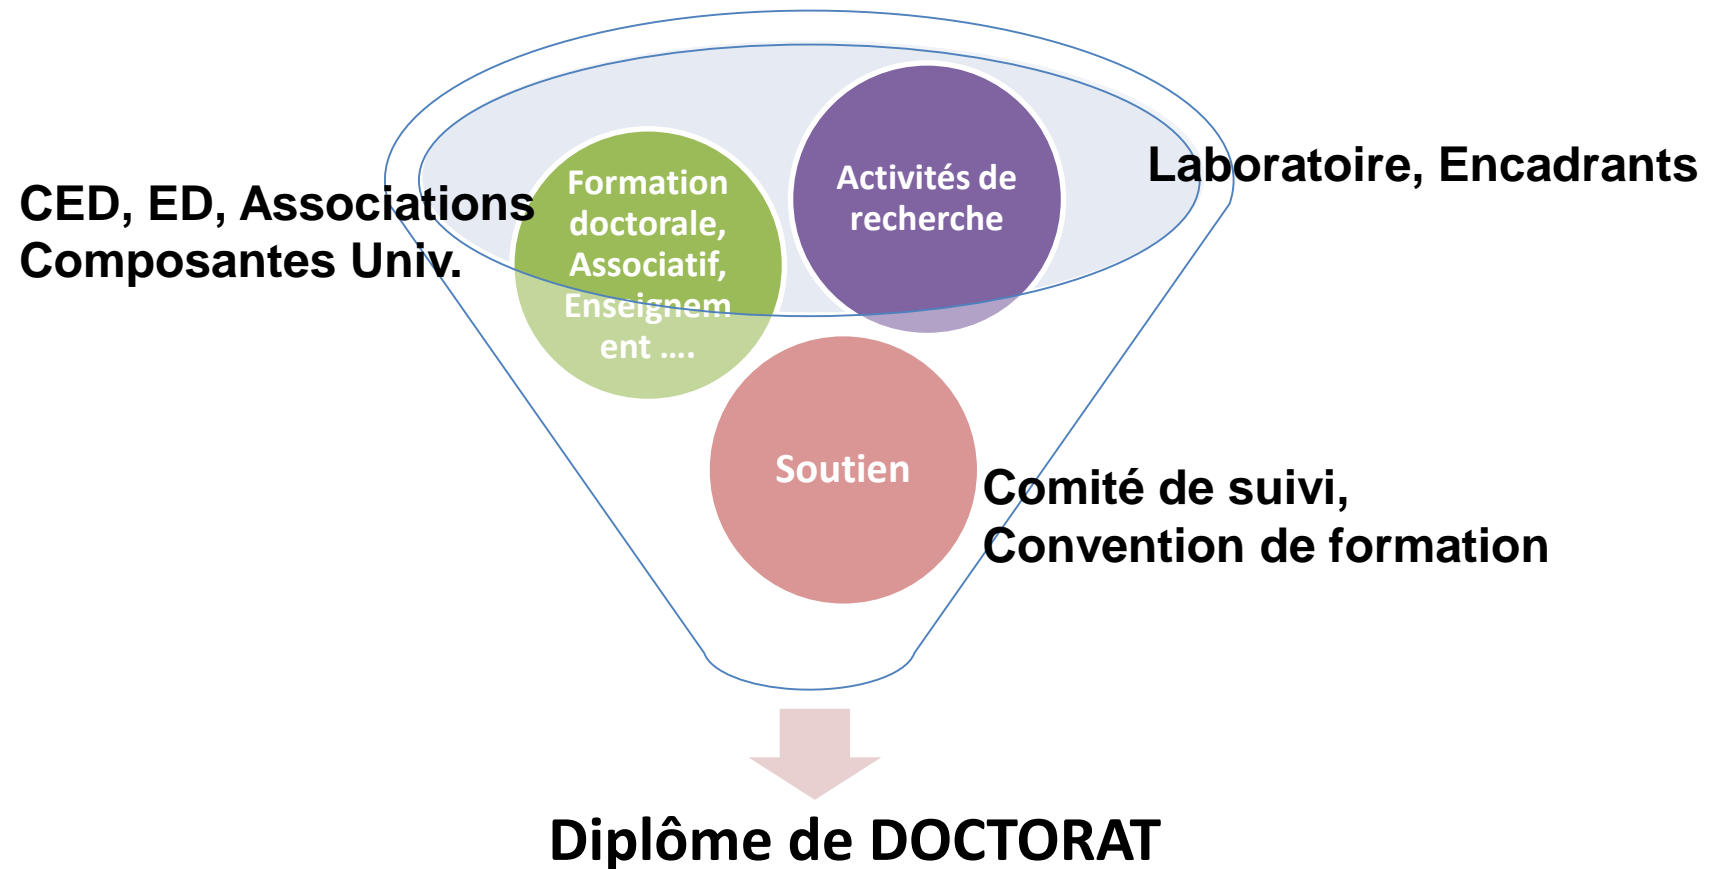 CED, ED, Associations
Composantes Univ.
Formation
doctorale,
Associatif,
Enseignem
ent ....
Activités de
recherche
Laboratoire, Encadrants
Soutien
Comité de suivi,
Convention de formation
Diplôme de DOCTORAT